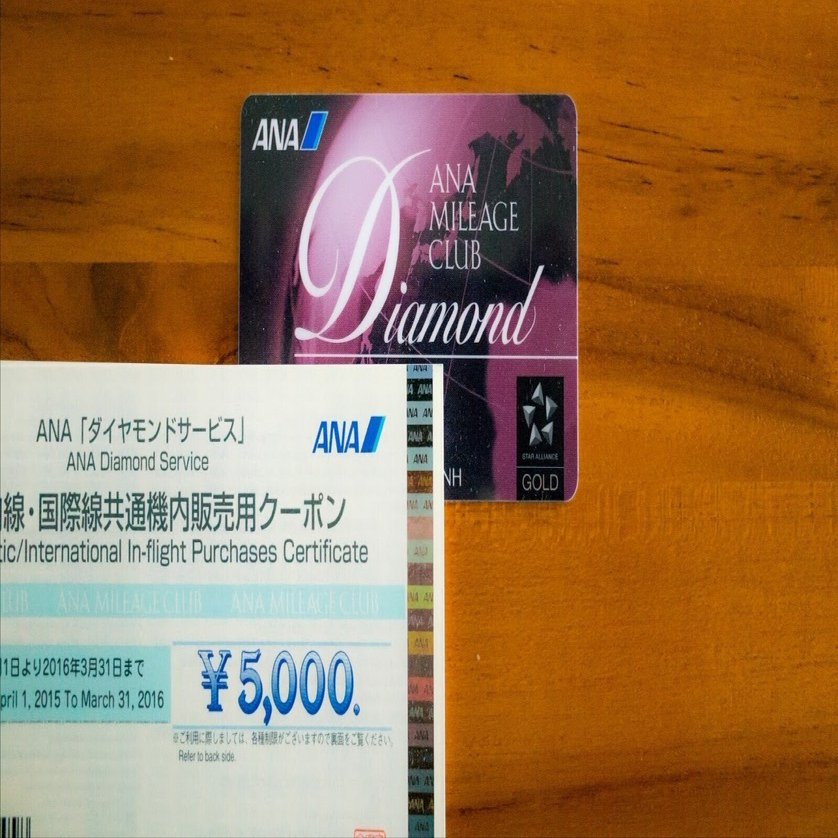 ANA
ANA
MILEAGE
CLUB
Diamond
STAR ALLIANCE
GOLD
NH
ANA「ダイヤモンドサービス」
ANA
ANA Diamond Service
線・国際線共通機内販売用クーポン
tic/International In-flight Purchases Certificate
LUB ANA MILEAGE CLUB ANA MILEAGE CLUB
1日より2016年3月31日まで
pril 1, 2015 To March 31, 2016
¥5,000.
※ご利用に際しましては、各種制限がございますので裏面をご覧ください。
Refer to back side.